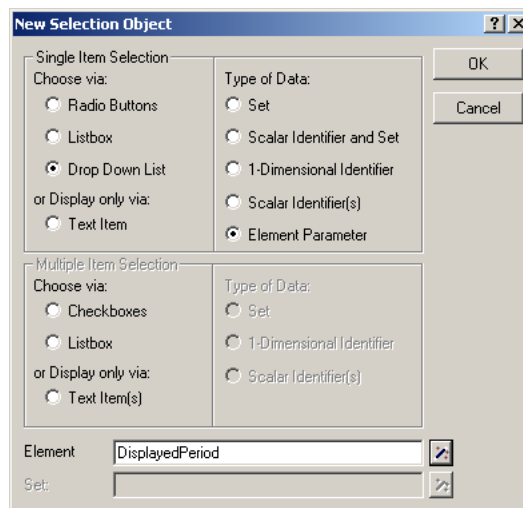 New Selection Object
Single Item Selection
Choose via:
Radio Buttons
Listbox
Drop Down List
or Display only via:
Text Item
Type of Data:
Set
Scalar Identifier and Set
1-Dimensional Identifier
Scalar Identifier(s)
Element Parameter
OK
Cancel
Multiple Item Selection
Choose via:
Checkboxes
Listbox
or Display only via:
Text Item(s)
Type of Data:
Set
1-Dimensional Identifier
Scalar Identifier(s)
Element DisplayedPeriod
Set: